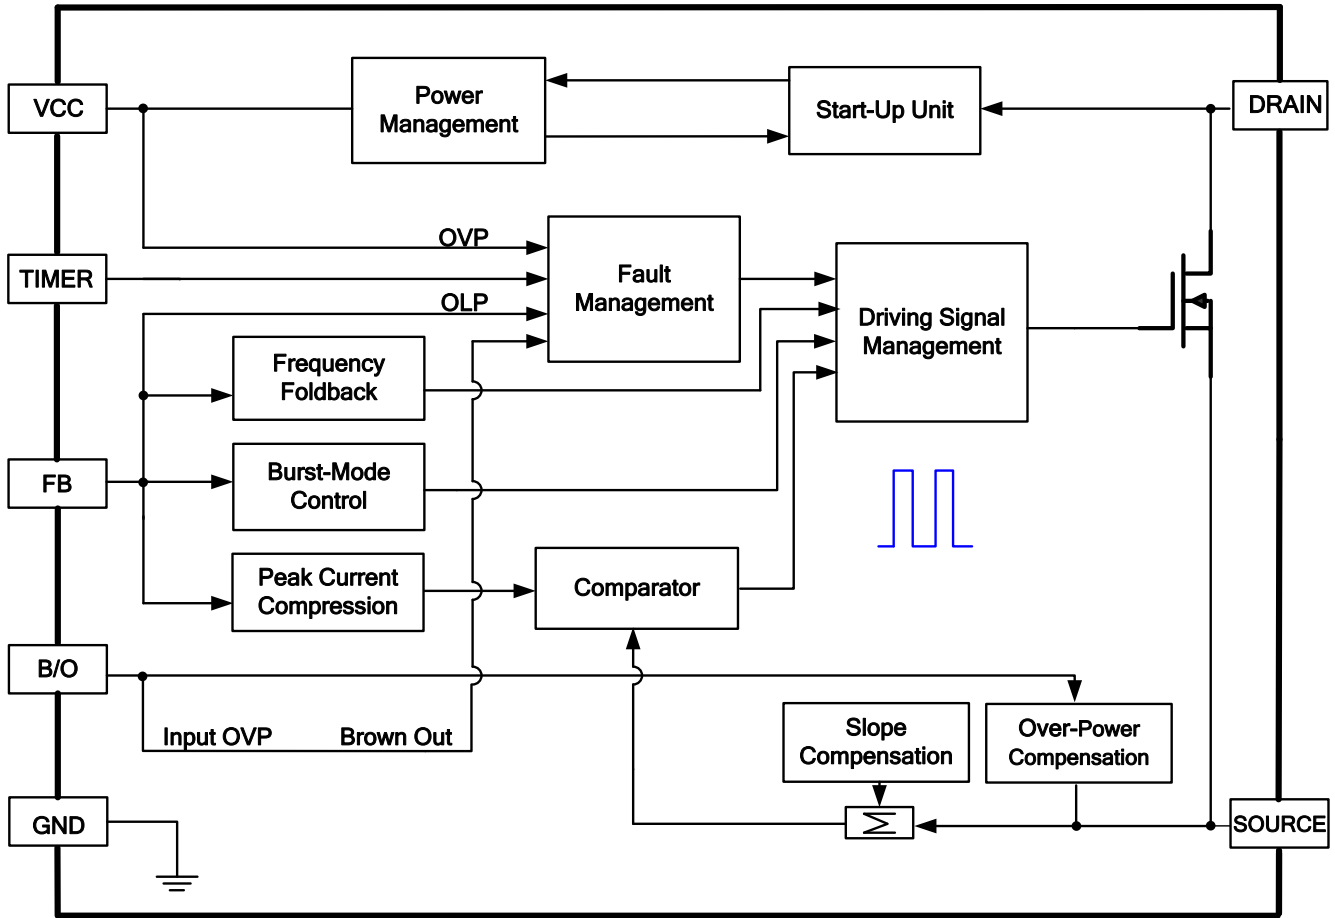 VCC
Power
Management
Start-Up Unit
DRAIN
OVP
TIMER
Fault
Management
OLP
Driving Signal
Management
Frequency
Foldback
FB
Burst-Mode
Control
Peak Current
Compression
Comparator
B/O
Input OVP
Brown Out
Slope
Compensation
Over-Power
Compensation
GND
Σ
SOURCE